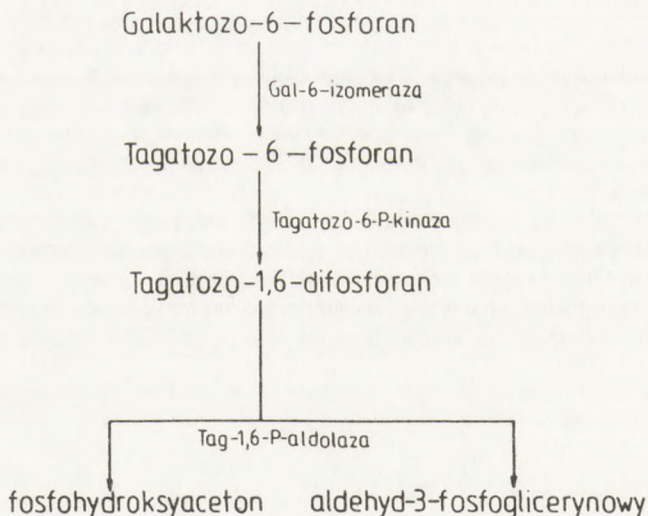 Galaktozo-6-fosforan
Gal-6-izomeraza
Tagatozo-6-fosforan
Tagatozo-6-P-kinaza
Tagatozo-1,6-difosforan
Tag-1,6-P-aldolaza
fosfohydroksyaceton aldehyd-3-fosfoglicerynowy